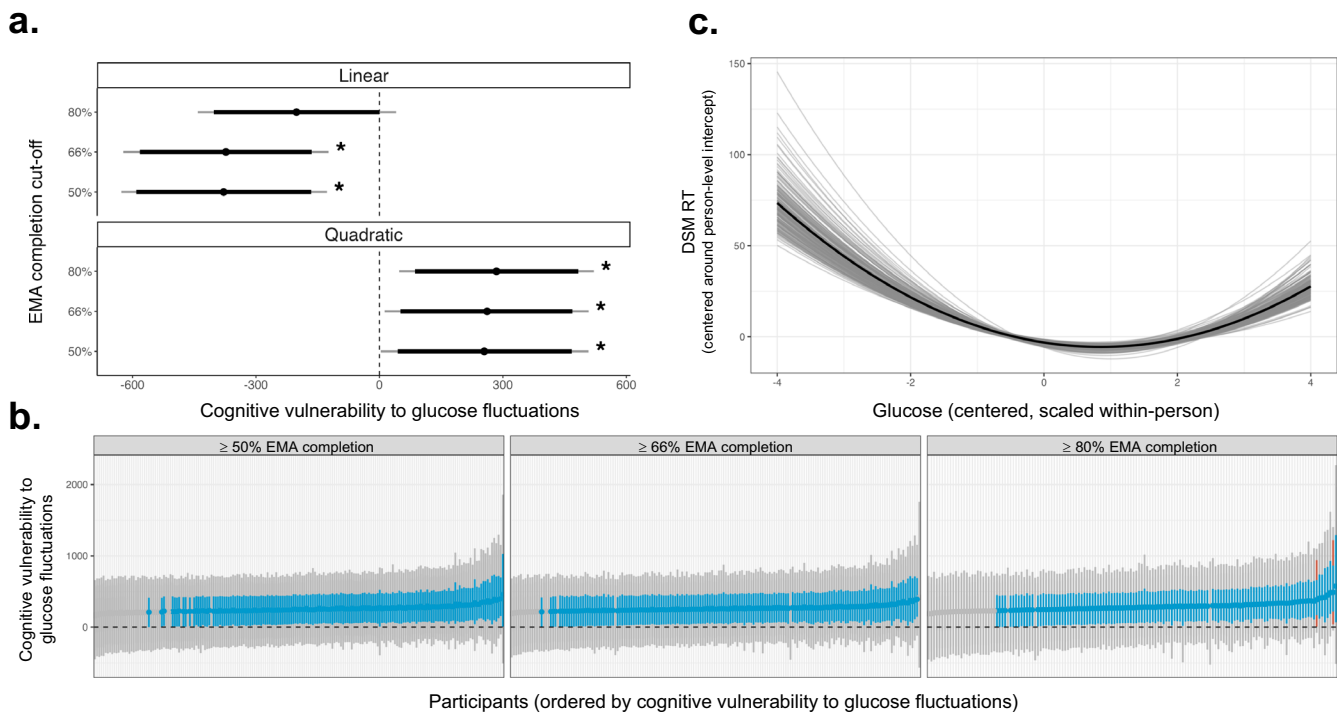 a.
Linear
80%
66%
*
50%
*
Quadratic
80%
*
66%
*
50%
*
-600
-300
0
300
600
EMA completion cut-off
Cognitive vulnerability to glucose fluctuations
c.
150
100
50
0
-4
-2
0
2
4
DSM RT
(centered around person-level intercept)
Glucose (centered, scaled within-person)
b.
≥ 50% EMA completion
≥ 66% EMA completion
≥ 80% EMA completion
2000
1000
0
Cognitive vulnerability to
glucose fluctuations
Participants (ordered by cognitive vulnerability to glucose fluctuations)